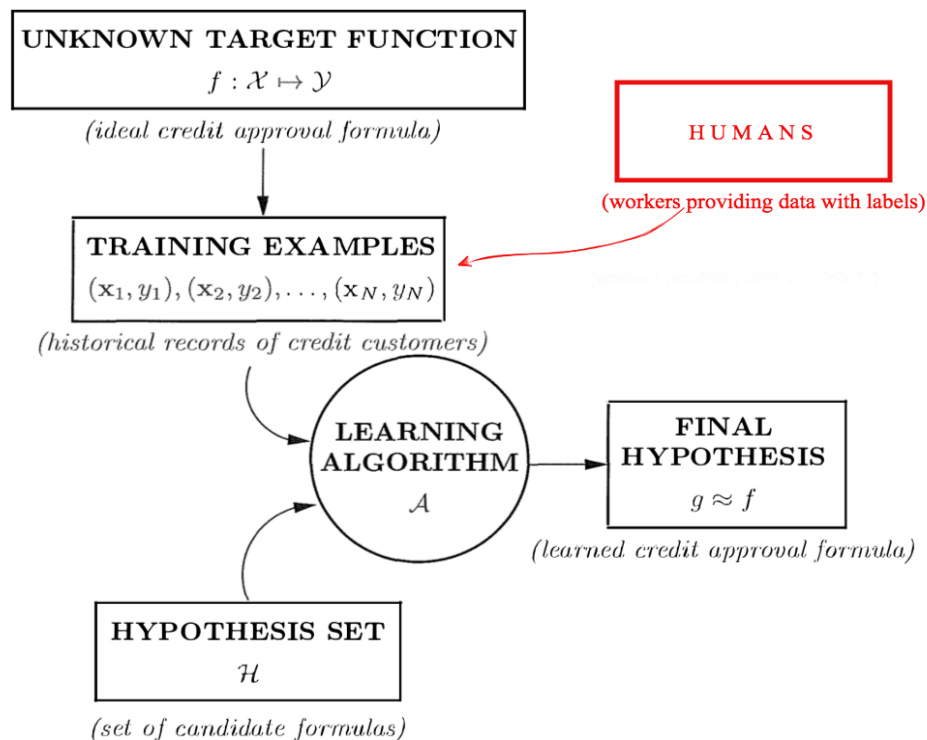 UNKNOWN TARGET FUNCTION
f : 𝒳 ↦ 𝒴
(ideal credit approval formula)
HUMANS
(workers providing data with labels)
TRAINING EXAMPLES
(x₁, y₁), (x₂, y₂), . . . , (x_N, y_N)
(historical records of credit customers)
LEARNING
ALGORITHM
𝒜
FINAL
HYPOTHESIS
g ≈ f
(learned credit approval formula)
HYPOTHESIS SET
ℋ
(set of candidate formulas)